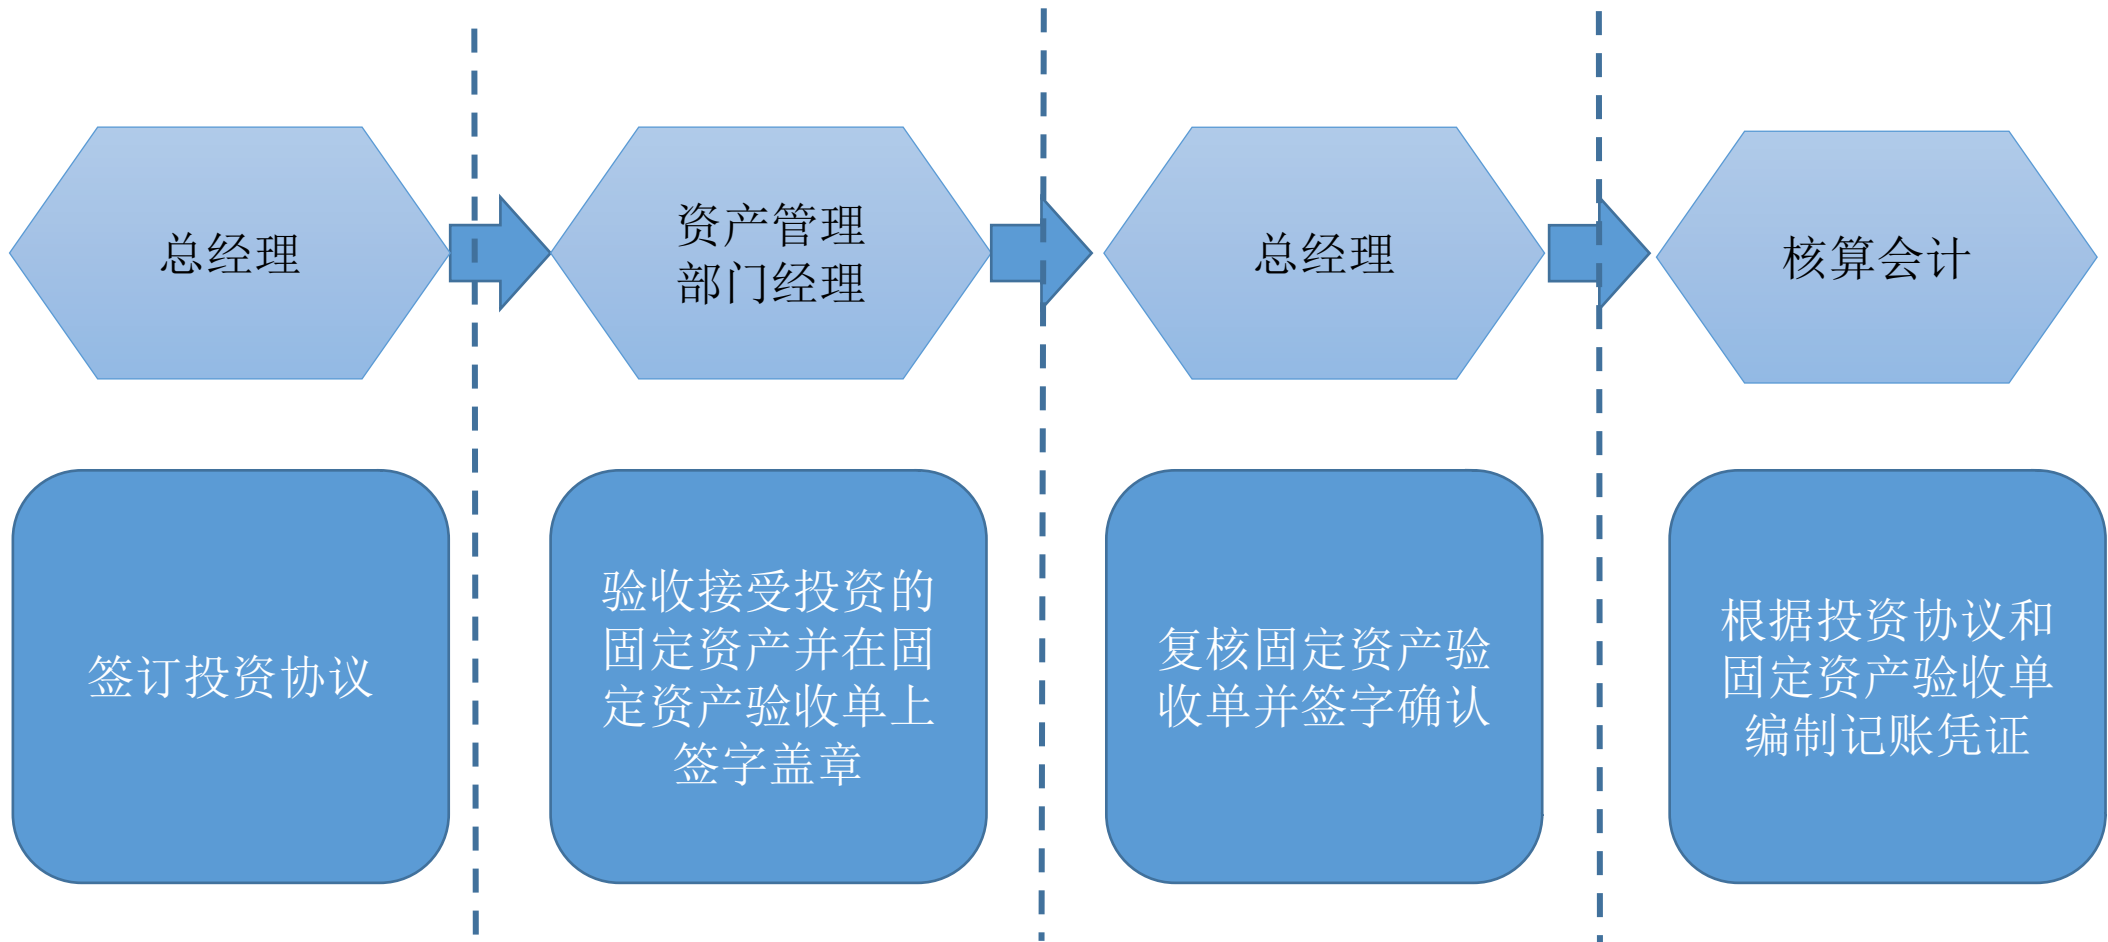 总经理
资产管理
部门经理
总经理
核算会计
签订投资协议
验收接受投资的
固定资产并在固
定资产验收单上
签字盖章
复核固定资产验
收单并签字确认
根据投资协议和
固定资产验收单
编制记账凭证